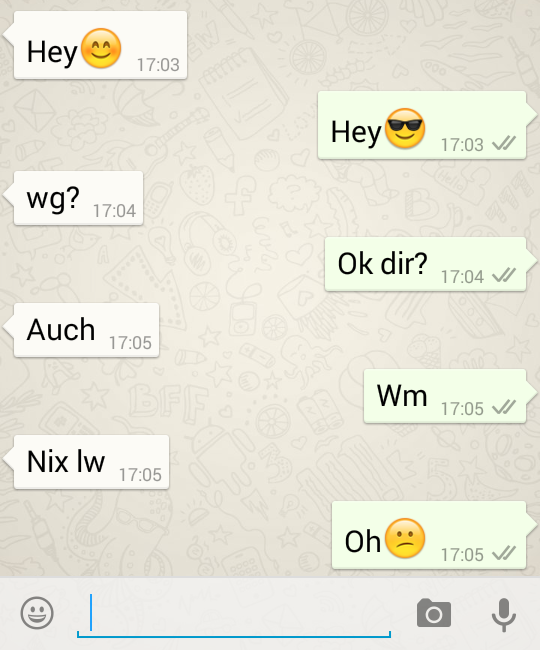 Hey😊 17:03
Hey😎 17:03
wg? 17:04
Ok dir? 17:04
Auch 17:05
Wm 17:05
Nix lw 17:05
Oh😕 17:05